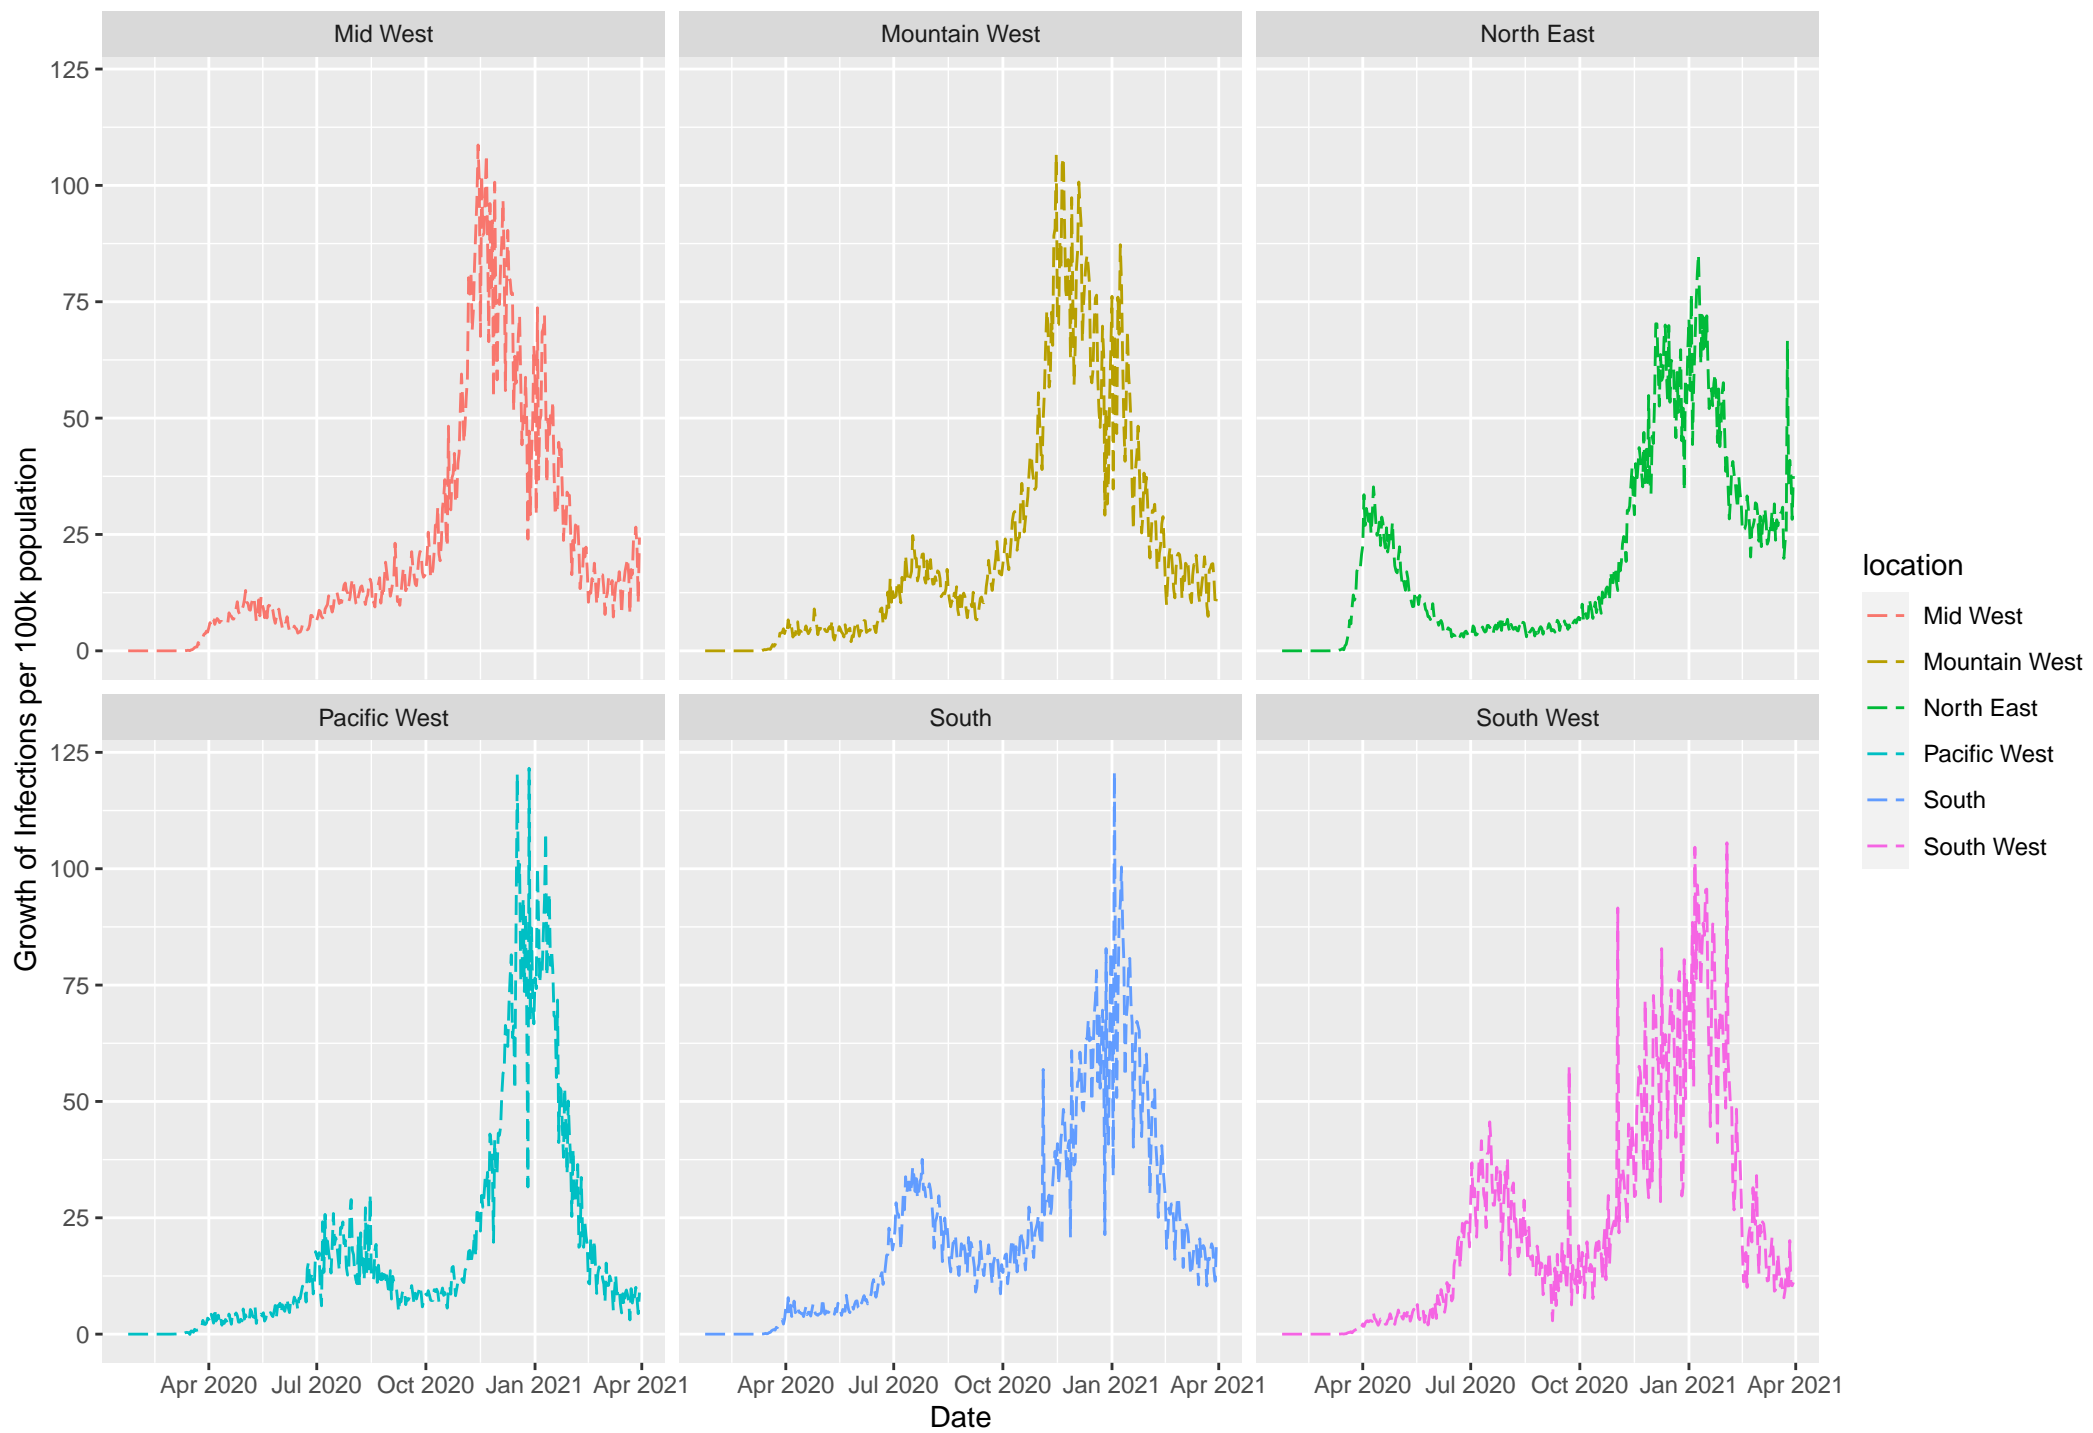 Mid West
Mountain West
North East
125
100
75
50
25
0
Pacific West
South
South West
125
100
75
50
25
0
Apr 2020 Jul 2020 Oct 2020 Jan 2021 Apr 2021
Apr 2020 Jul 2020 Oct 2020 Jan 2021 Apr 2021
Apr 2020 Jul 2020 Oct 2020 Jan 2021 Apr 2021
Date
Growth of Infections per 100k population
location
Mid West
Mountain West
North East
Pacific West
South
South West